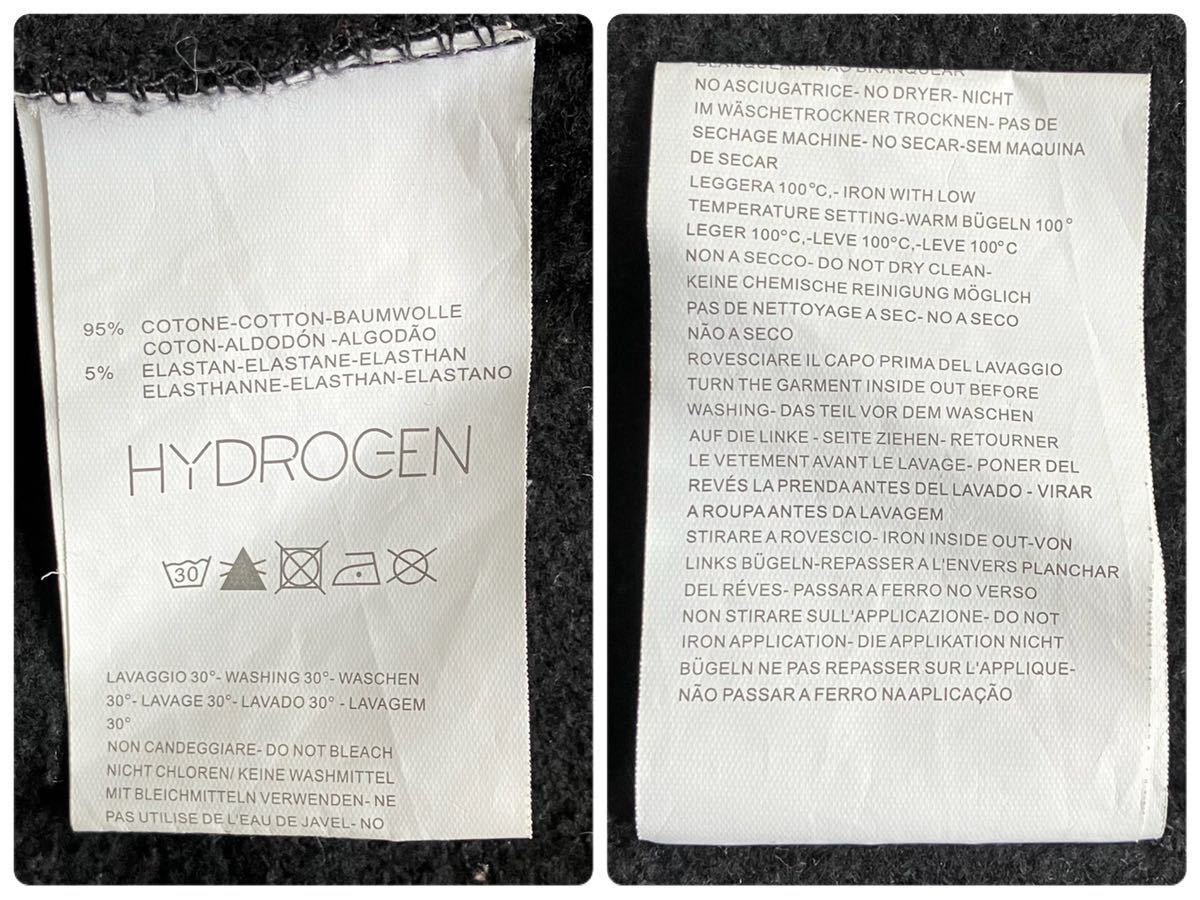 95% COTONE-COTTON-BAUMWOLLE
COTON-ALDODÓN -ALGODÃO
5% ELASTAN-ELASTANE-ELASTHAN
ELASTHANNE-ELASTHAN-ELASTANO
HYDROGEN
30
LAVAGGIO 30°- WASHING 30°- WASCHEN
30°- LAVAGE 30°- LAVADO 30° - LAVAGEM
30°
NON CANDEGGIARE- DO NOT BLEACH
NICHT CHLOREN/ KEINE WASHMITTEL
MIT BLEICHMITTELN VERWENDEN- NE
PAS UTILISE DE L'EAU DE JAVEL- NO
BLANQUEAR- NÃO BRANQUEAR
NO ASCIUGATRICE- NO DRYER- NICHT
IM WÄSCHETROCKNER TROCKNEN- PAS DE
SECHAGE MACHINE- NO SECAR-SEM MAQUINA
DE SECAR
LEGGERA 100°C,- IRON WITH LOW
TEMPERATURE SETTING-WARM BÜGELN 100°
LEGER 100°C,-LEVE 100°C,-LEVE 100°C
NON A SECCO- DO NOT DRY CLEAN-
KEINE CHEMISCHE REINIGUNG MÖGLICH
PAS DE NETTOYAGE A SEC- NO A SECO
NÃO A SECO
ROVESCIARE IL CAPO PRIMA DEL LAVAGGIO
TURN THE GARMENT INSIDE OUT BEFORE
WASHING- DAS TEIL VOR DEM WASCHEN
AUF DIE LINKE - SEITE ZIEHEN- RETOURNER
LE VETEMENT AVANT LE LAVAGE- PONER DEL
REVÉS LA PRENDA ANTES DEL LAVADO - VIRAR
A ROUPA ANTES DA LAVAGEM
STIRARE A ROVESCIO- IRON INSIDE OUT-VON
LINKS BÜGELN-REPASSER A L'ENVERS PLANCHAR
DEL RÉVES- PASSAR A FERRO NO VERSO
NON STIRARE SULL'APPLICAZIONE- DO NOT
IRON APPLICATION- DIE APPLIKATION NICHT
BÜGELN NE PAS REPASSER SUR L'APPLIQUE-
NÃO PASSAR A FERRO NA APLICAÇÃO